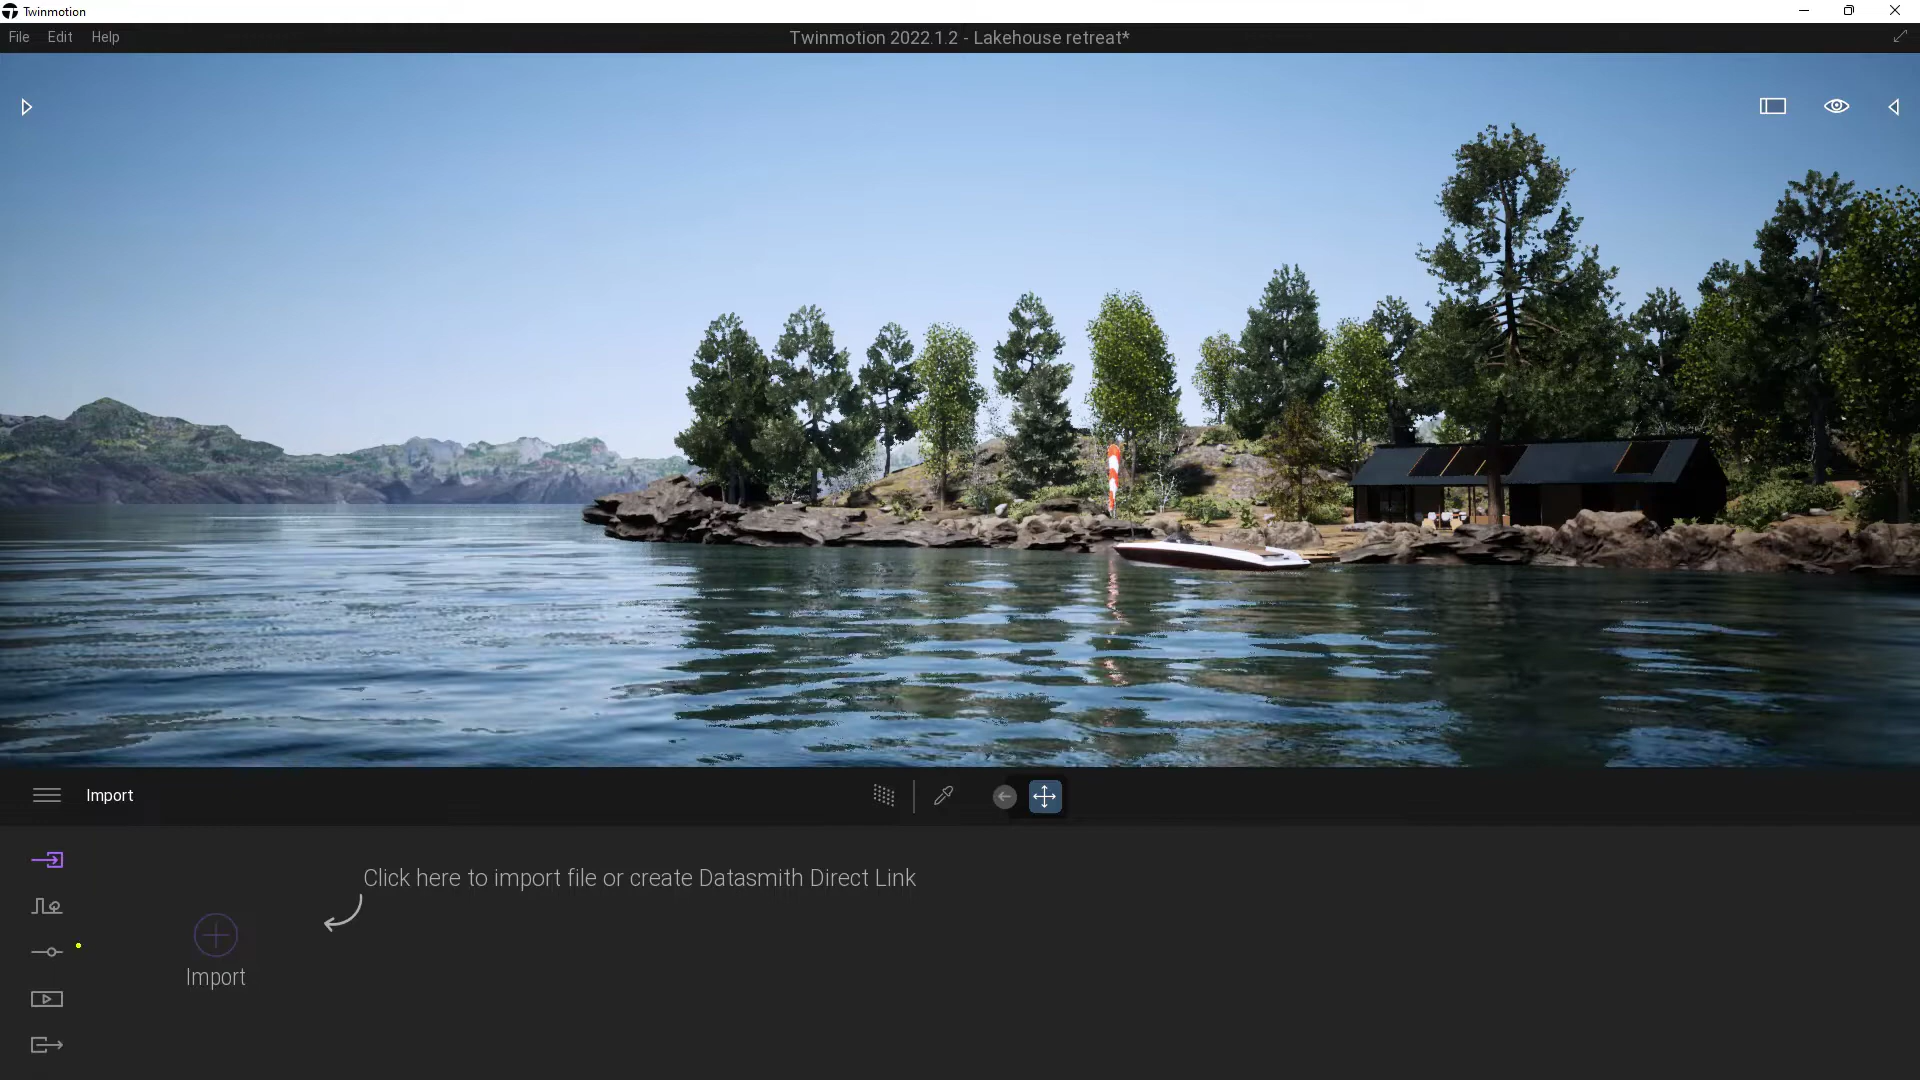 Twinmotion
File Edit Help
Twinmotion 2022.1.2 - Lakehouse retreat*
Import
Click here to import file or create Datasmith Direct Link
Import